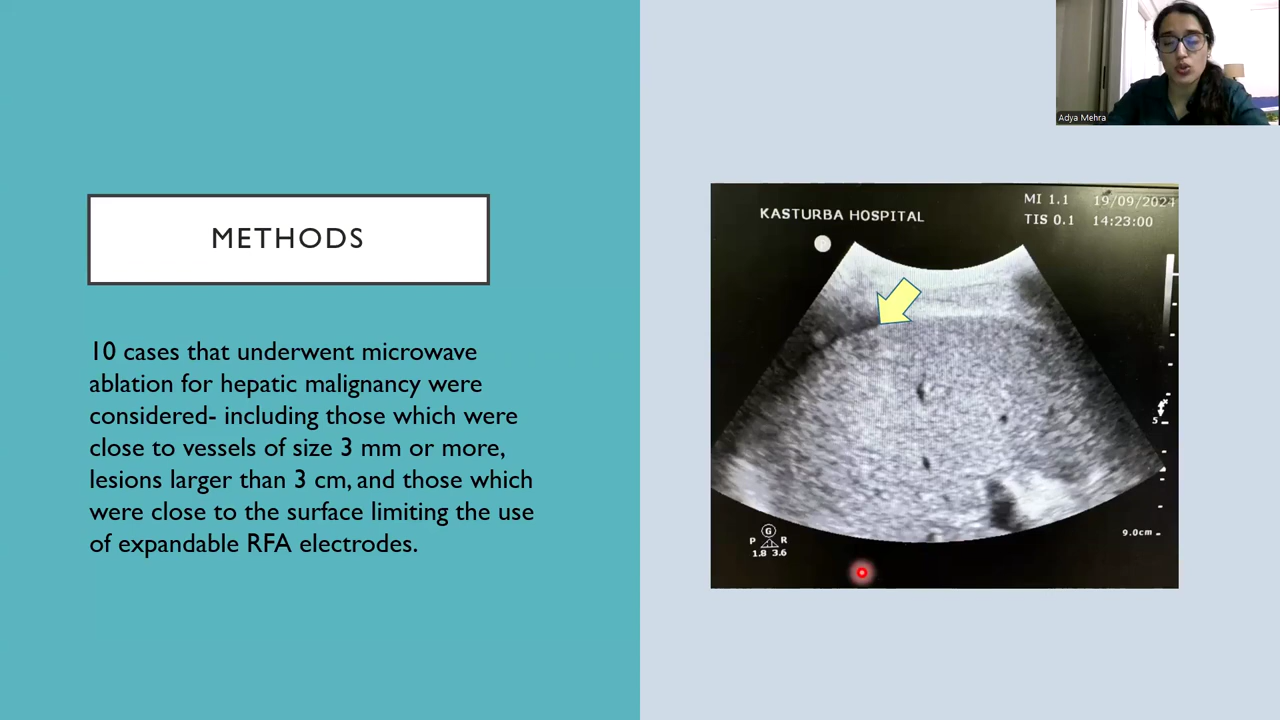 METHODS
10 cases that underwent microwave
ablation for hepatic malignancy were
considered- including those which were
close to vessels of size 3 mm or more,
lesions larger than 3 cm, and those which
were close to the surface limiting the use
of expandable RFA electrodes.
Adya Mehra
KASTURBA HOSPITAL
MI 1.1 19/09/2024
TIS 0.1 14:23:00
5
9.0cm
G
P R
1.8 3.6